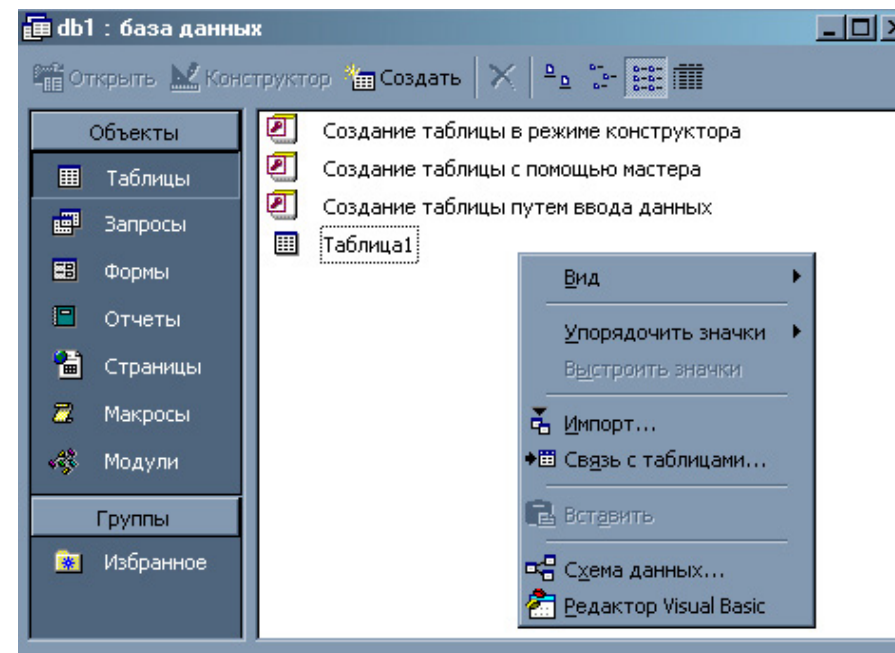 db1 : база данных
Открыть Конструктор Создать
Объекты
Таблицы
Запросы
Формы
Отчеты
Страницы
Макросы
Модули
Группы
Избранное
Создание таблицы в режиме конструктора
Создание таблицы с помощью мастера
Создание таблицы путем ввода данных
Таблица1
Вид
Упорядочить значки
Выстроить значки
Импорт...
Связь с таблицами...
Вставить
Схема данных...
Редактор Visual Basic